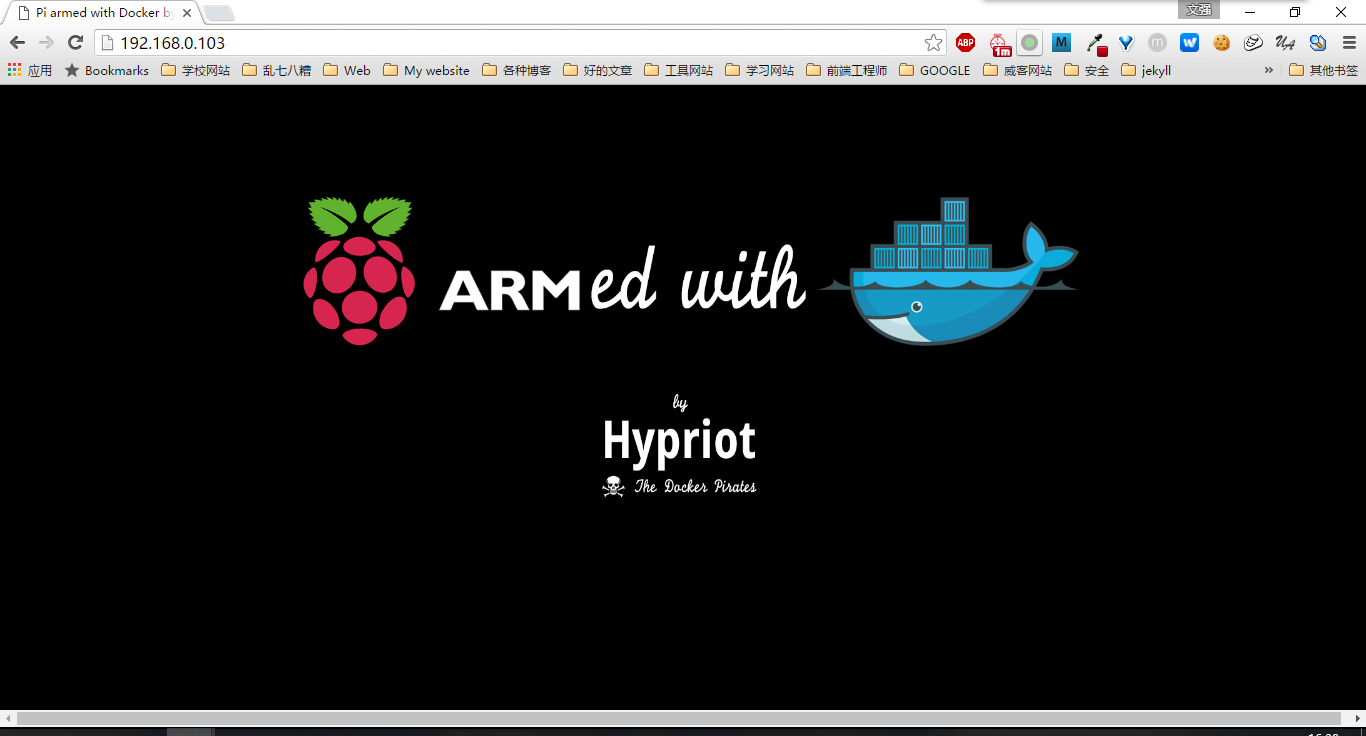 Pi armed with Docker by
文强
192.168.0.103
ABP
1m
M
m
W
应用
Bookmarks
学校网站
乱七八糟
Web
My website
各种博客
好的文章
工具网站
学习网站
前端工程师
GOOGLE
威客网站
安全
jekyll
»
其他书签
ARMed with
by
Hypriot
The Docker Pirates